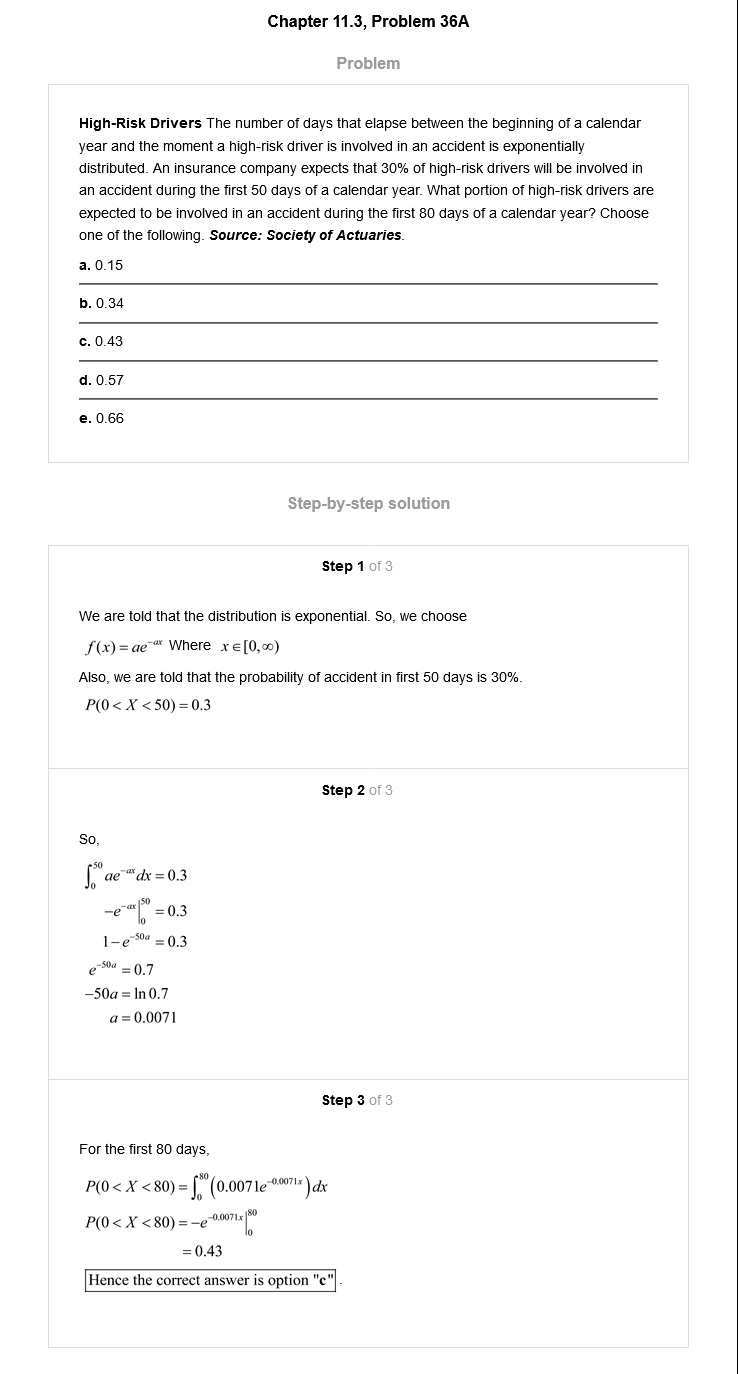 Chapter 11.3, Problem 36A
Problem
High-Risk Drivers The number of days that elapse between the beginning of a calendar
year and the moment a high-risk driver is involved in an accident is exponentially
distributed. An insurance company expects that 30% of high-risk drivers will be involved in
an accident during the first 50 days of a calendar year. What portion of high-risk drivers are
expected to be involved in an accident during the first 80 days of a calendar year? Choose
one of the following. Source: Society of Actuaries.
a. 0.15
b. 0.34
c. 0.43
d. 0.57
e. 0.66
Step-by-step solution
Step 1 of 3
We are told that the distribution is exponential. So, we choose
f(x) = ae^{-ax} Where x ∈ [0,∞)
Also, we are told that the probability of accident in first 50 days is 30%.
P(0 < X < 50) = 0.3
Step 2 of 3
So,
∫_0^{50} ae^{-ax} dx = 0.3
-e^{-ax}|_0^{50} = 0.3
1 - e^{-50a} = 0.3
e^{-50a} = 0.7
-50a = ln 0.7
a = 0.0071
Step 3 of 3
For the first 80 days,
P(0 < X < 80) = ∫_0^{80} (0.0071e^{-0.0071x}) dx
P(0 < X < 80) = -e^{-0.0071x}|_0^{80}
= 0.43
Hence the correct answer is option "c".